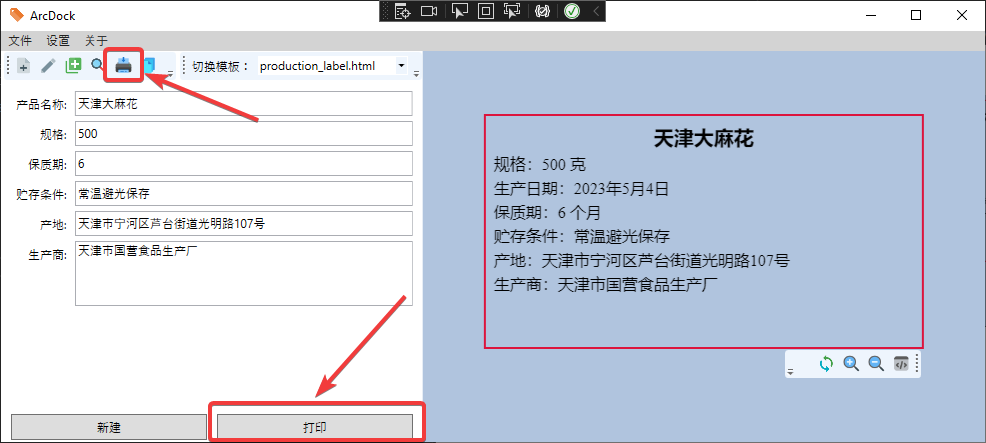 ArcDock
文件 设置 关于
切换模板： production_label.html
产品名称: 天津大麻花
规格: 500
保质期: 6
贮存条件: 常温避光保存
产地: 天津市宁河区芦台街道光明路107号
生产商: 天津市国营食品生产厂
新建 打印
天津大麻花
规格：500 克
生产日期：2023年5月4日
保质期：6 个月
贮存条件：常温避光保存
产地：天津市宁河区芦台街道光明路107号
生产商：天津市国营食品生产厂